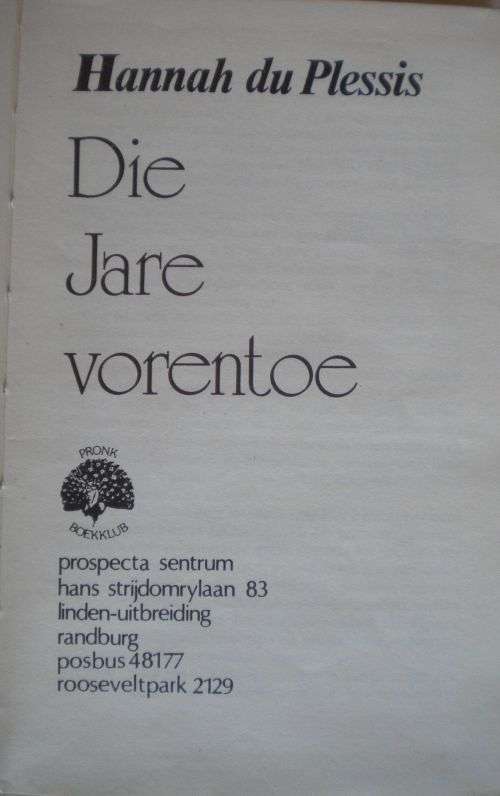 Hannah du Plessis
Die
Jare
vorentoe
PRONK
BOEKKLUB
prospecta sentrum
hans strijdomrylaan 83
linden-uitbreiding
randburg
posbus 48177
rooseveltpark 2129